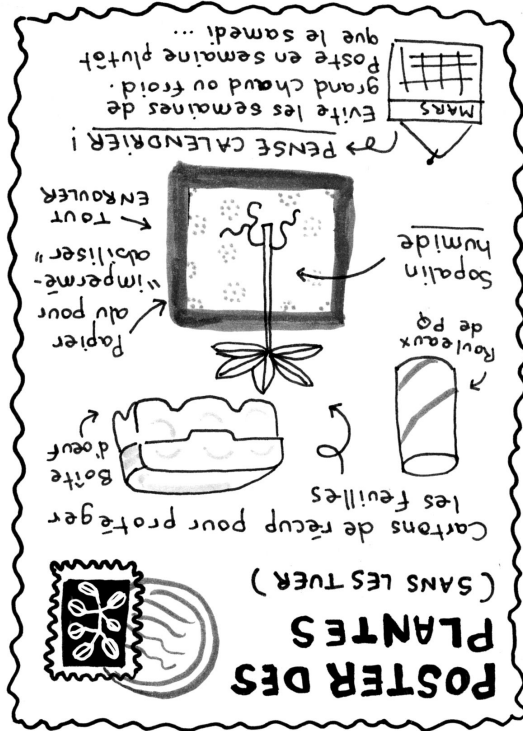 POSTER DES
PLANTES
(SANS LES TUER)
Cartons de récup pour protéger
les feuilles
Boîte
d'œuf
Rouleaux
de PQ
Papier
alu pour
"impermé-
abiliser"
Sopalin
humide
TOUT
ENROULER
PENSE CALENDRIER !
MARS
Evite les semaines de
grand chaud ou froid.
Poste en semaine plutôt
que le samedi ...